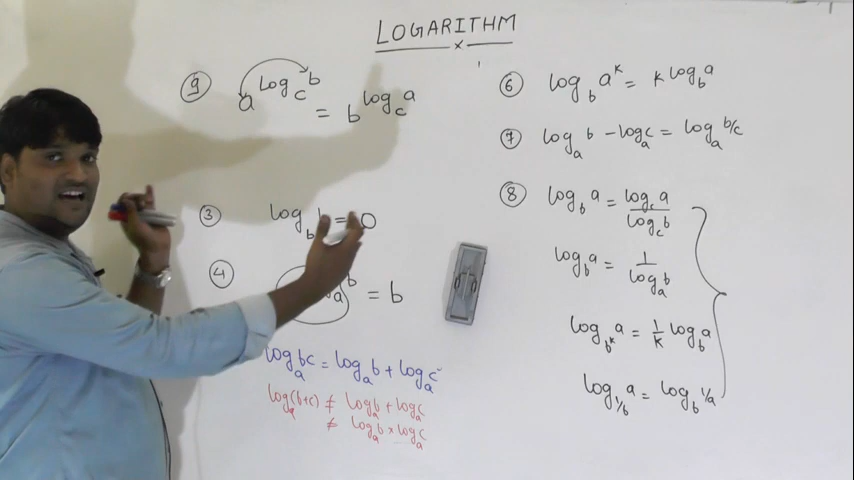 LOGARITHM
⑨ a^(log_c b) = b^(log_c a)
③ log_b 1 = 0
④ a^b = b
log_a bc = log_a b + log_a c
log_a (b+c) ≠ log_a b + log_a c
≠ log_a b × log_a c
⑥ log_b a^k = k log_b a
⑦ log_a b - log_a c = log_a b/c
⑧ log_b a = log_c a / log_c b
log_b a = 1 / log_a b
log_(b^k) a = 1/k log_b a
log_(1/b) a = log_b 1/a